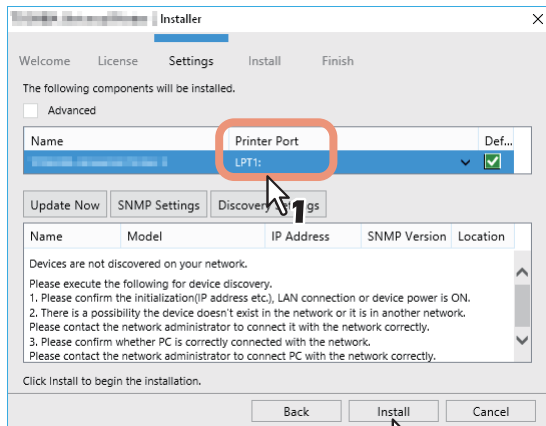 Installer
Welcome License Settings Install Finish
The following components will be installed.
Advanced
Name Printer Port Def...
LPT1:
1
Update Now SNMP Settings Discovery
Name Model IP Address SNMP Version Location
Devices are not discovered on your network.
Please execute the following for device discovery.
1. Please confirm the initialization(IP address etc.), LAN connection or device power is ON.
2. There is a possibility the device doesn't exist in the network or it is in another network.
Please contact the network administrator to connect it with the network correctly.
3. Please confirm whether PC is correctly connected with the network.
Please contact the network administrator to connect PC with the network correctly.
Click Install to begin the installation.
Back Install Cancel